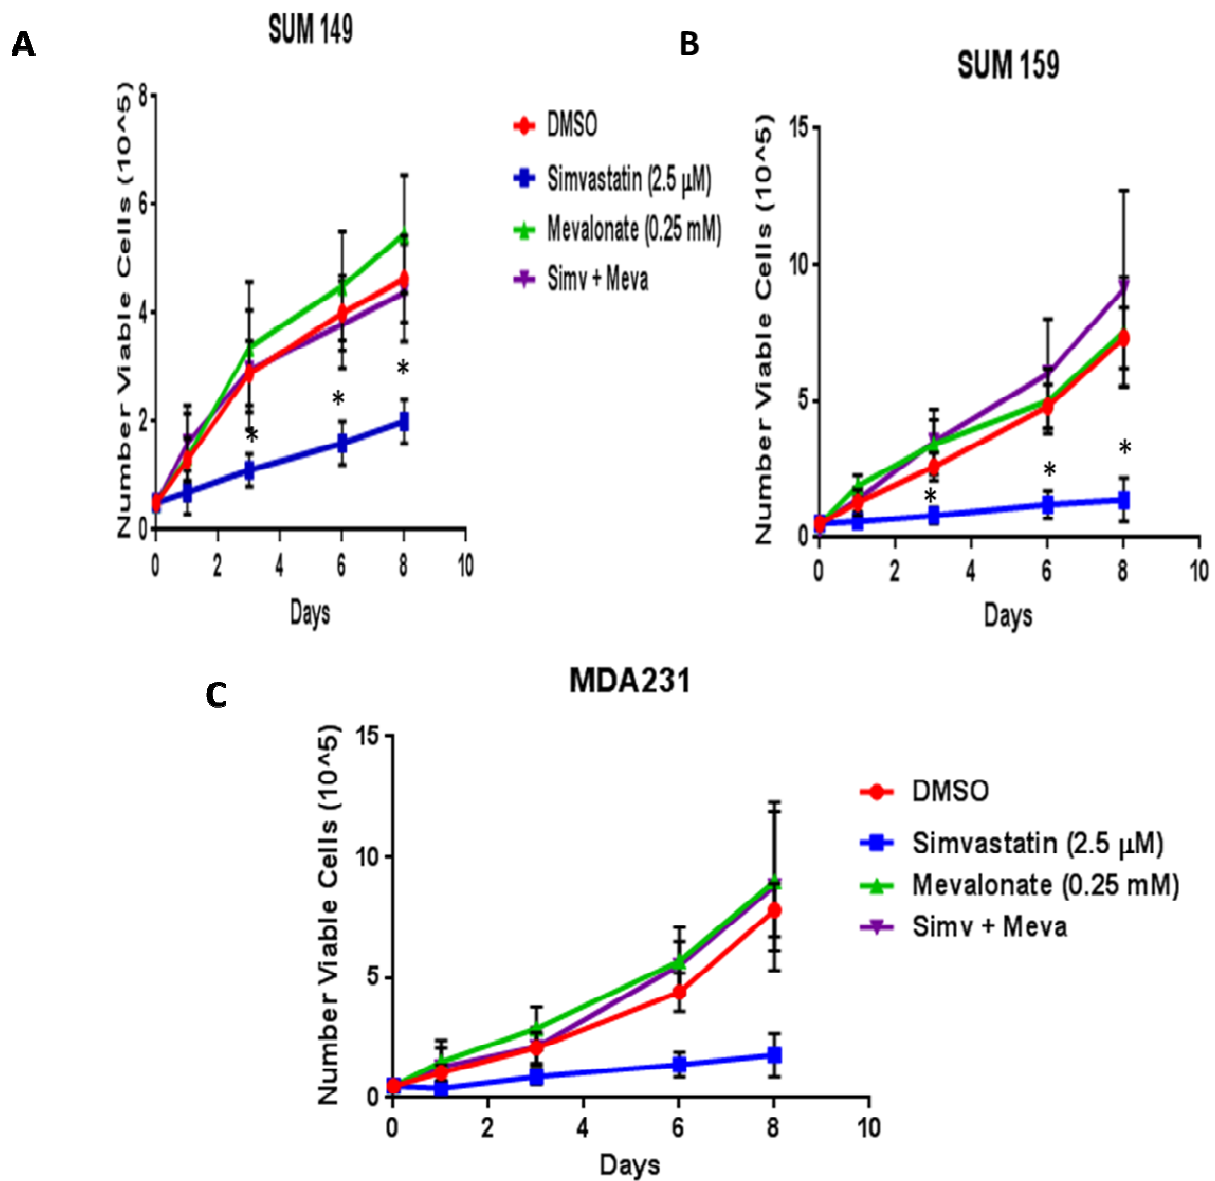 A
SUM 149
Number Viable Cells (10^5)
8
6
4
2
0
0 2 4 6 8 10
Days
*
*
*
DMSO
Simvastatin (2.5 μM)
Mevalonate (0.25 mM)
Simv + Meva
B
SUM 159
Number Viable Cells (10^5)
15
10
5
0
0 2 4 6 8 10
Days
*
*
*
C
MDA231
Number Viable Cells (10^5)
15
10
5
0
0 2 4 6 8 10
Days
DMSO
Simvastatin (2.5 μM)
Mevalonate (0.25 mM)
Simv + Meva